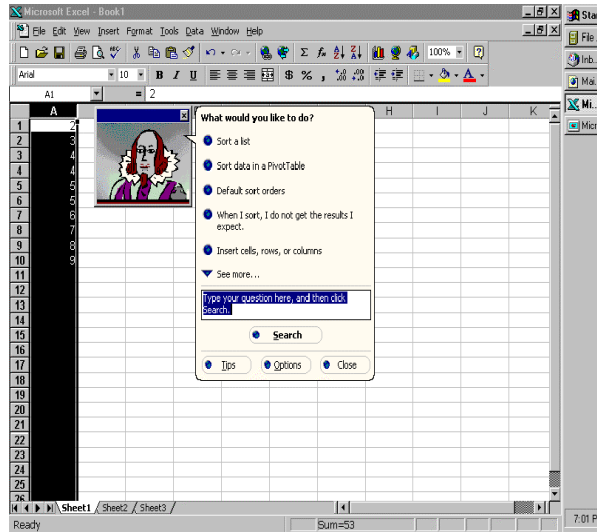 Microsoft Excel - Book1
File Edit View Insert Format Tools Data Window Help
100%
Arial 10 B I U $ % ,
A1 = 2
A H I J K
1 2
2 3
3 4
4 4
5 5
6 5
7 6
8 7
9 8
10 9
11
12
13
14
15
16
17
18
19
20
21
22
23
24
25
26
What would you like to do?
Sort a list
Sort data in a PivotTable
Default sort orders
When I sort, I do not get the results I
expect.
Insert cells, rows, or columns
See more...
Type your question here, and then click
Search.
Search
Tips Options Close
Sheet1 Sheet2 Sheet3
Ready Sum=53
Sta
File
Inb
Mai
Mi...
Micr
7:01 P